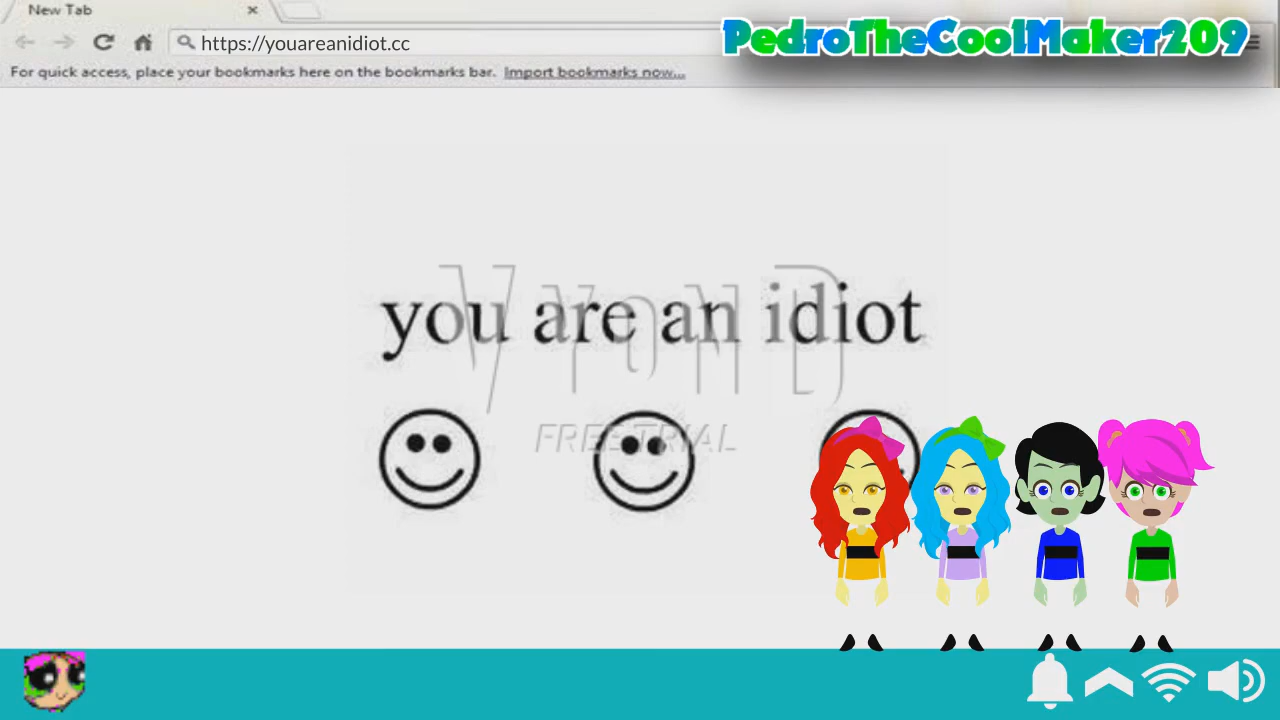 New Tab
https://youareanidiot.cc
PedroTheCoolMaker209
For quick access, place your bookmarks here on the bookmarks bar. Import bookmarks now...
you are an idiot
VYOND
FREE TRIAL